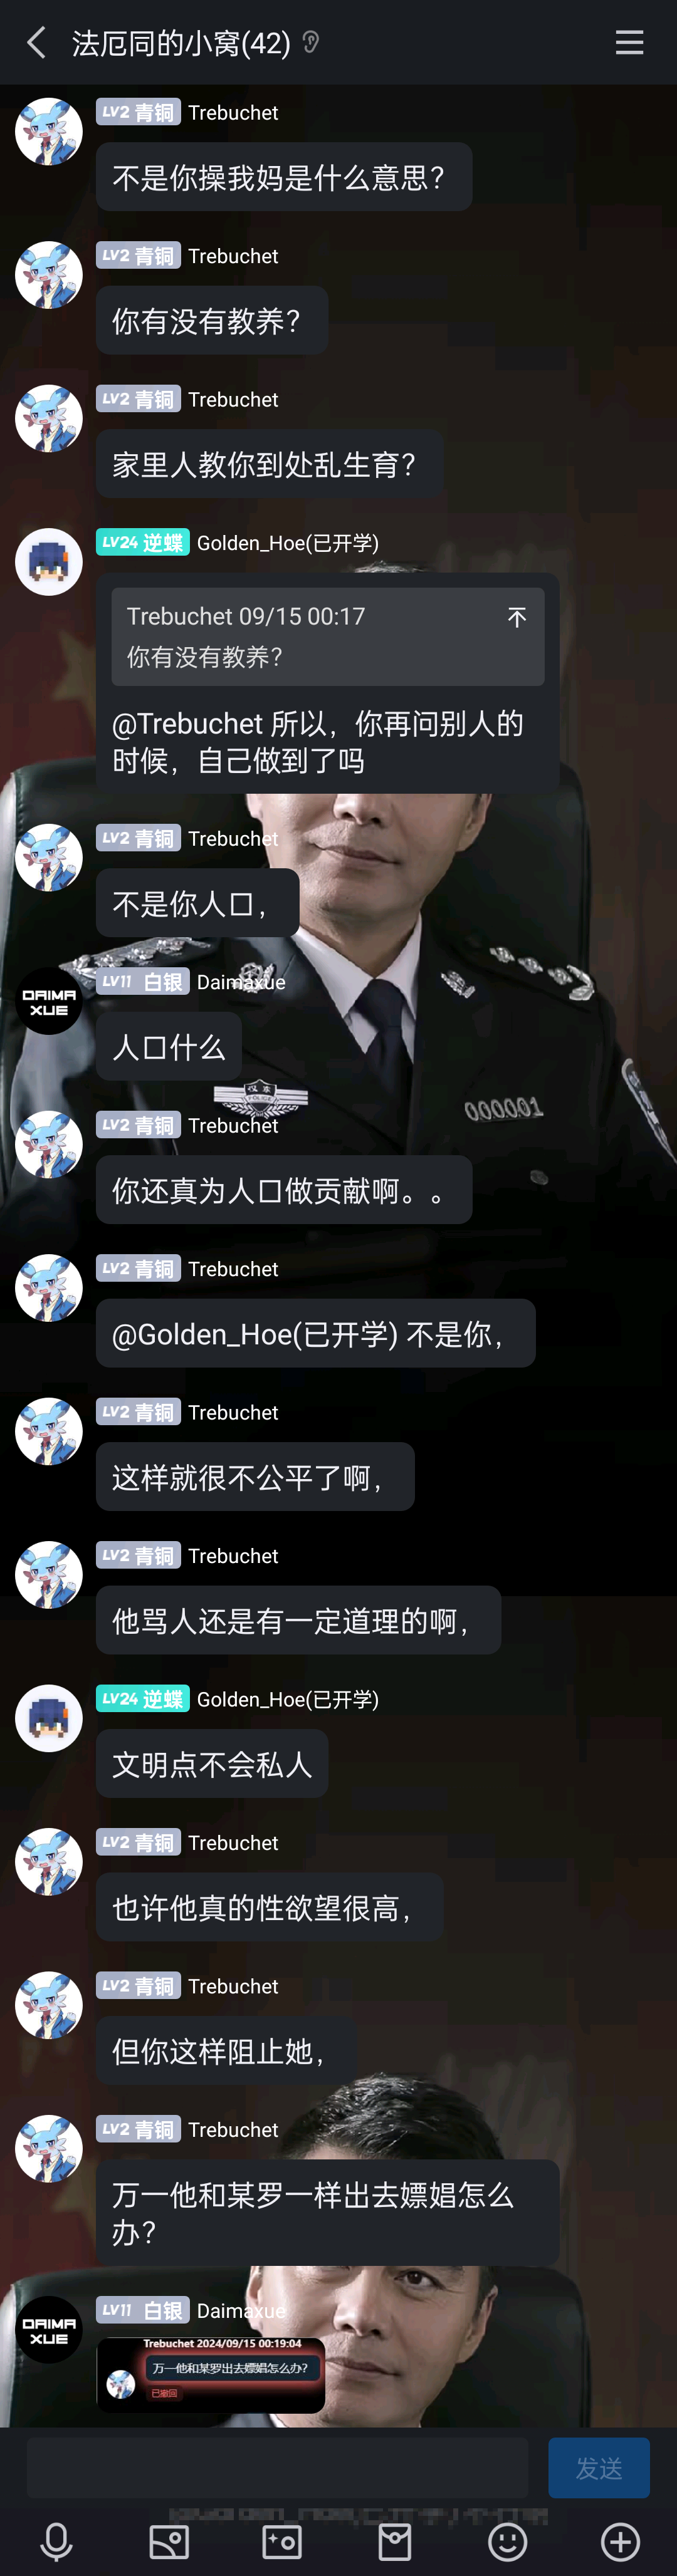 法厄同的小窝(42)
LV2 青铜 Trebuchet
不是你操我妈是什么意思？
LV2 青铜 Trebuchet
你有没有教养？
LV2 青铜 Trebuchet
家里人教你到处乱生育？
LV24 逆蝶 Golden_Hoe(已开学)
Trebuchet 09/15 00:17
你有没有教养？
@Trebuchet 所以，你再问别人的
时候，自己做到了吗
LV2 青铜 Trebuchet
不是你人口，
DAIMA
XUE
LV11 白银 Daimaxue
人口什么
POLICE
000001
LV2 青铜 Trebuchet
你还真为人口做贡献啊。。
LV2 青铜 Trebuchet
@Golden_Hoe(已开学) 不是你，
LV2 青铜 Trebuchet
这样就很不公平了啊，
LV2 青铜 Trebuchet
他骂人还是有一定道理的啊，
LV24 逆蝶 Golden_Hoe(已开学)
文明点不会私人
LV2 青铜 Trebuchet
也许他真的性欲望很高，
LV2 青铜 Trebuchet
但你这样阻止她，
LV2 青铜 Trebuchet
万一他和某罗一样出去嫖娼怎么
办？
DAIMA
XUE
LV11 白银 Daimaxue
Trebuchet 2024/09/15 00:19:04
万一他和某罗出去嫖娼怎么办？
已撤回
发送